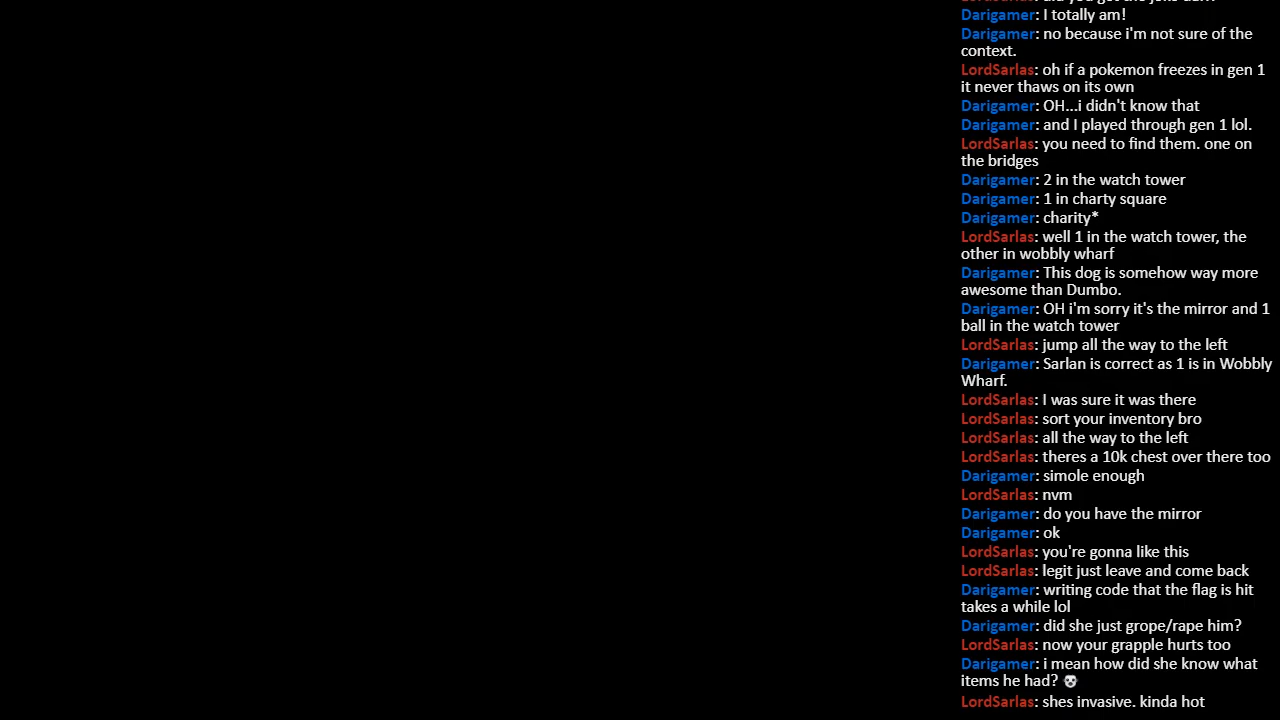 Darigamer: I totally am!
Darigamer: no because i'm not sure of the
context.
LordSarlas: oh if a pokemon freezes in gen 1
it never thaws on its own
Darigamer: OH...i didn't know that
Darigamer: and I played through gen 1 lol.
LordSarlas: you need to find them. one on
the bridges
Darigamer: 2 in the watch tower
Darigamer: 1 in charty square
Darigamer: charity*
LordSarlas: well 1 in the watch tower, the
other in wobbly wharf
Darigamer: This dog is somehow way more
awesome than Dumbo.
Darigamer: OH i'm sorry it's the mirror and 1
ball in the watch tower
LordSarlas: jump all the way to the left
Darigamer: Sarlan is correct as 1 is in Wobbly
Wharf.
LordSarlas: I was sure it was there
LordSarlas: sort your inventory bro
LordSarlas: all the way to the left
LordSarlas: theres a 10k chest over there too
Darigamer: simole enough
LordSarlas: nvm
Darigamer: do you have the mirror
Darigamer: ok
LordSarlas: you're gonna like this
LordSarlas: legit just leave and come back
Darigamer: writing code that the flag is hit
takes a while lol
Darigamer: did she just grope/rape him?
LordSarlas: now your grapple hurts too
Darigamer: i mean how did she know what
items he had?
LordSarlas: shes invasive. kinda hot